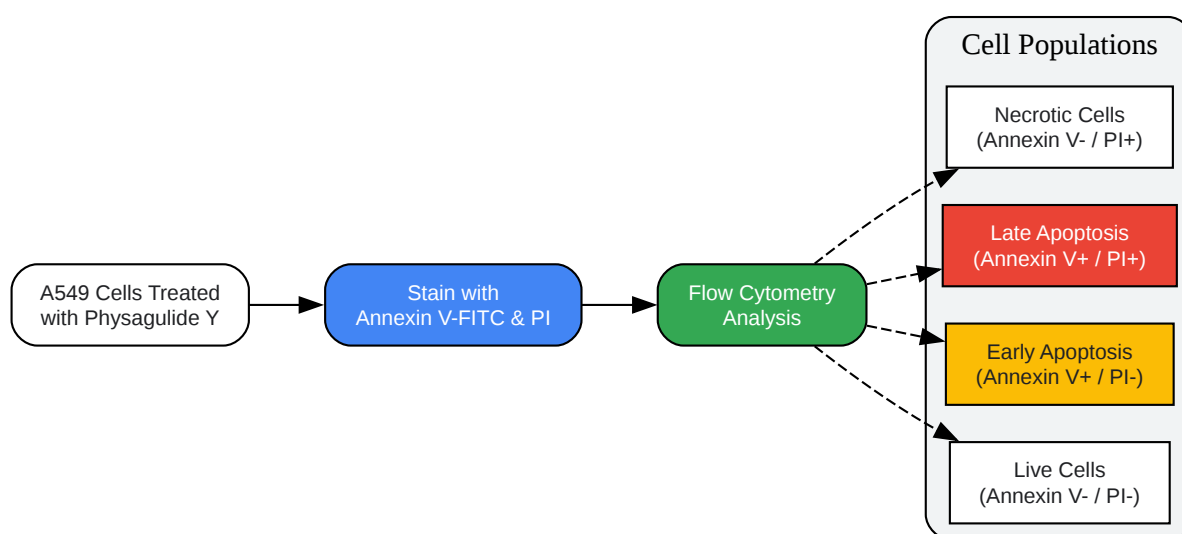 A549 Cells Treated
with Physagulide Y
Stain with
Annexin V-FITC & PI
Flow Cytometry
Analysis
Cell Populations
Necrotic Cells
(Annexin V- / PI+)
Late Apoptosis
(Annexin V+ / PI+)
Early Apoptosis
(Annexin V+ / PI-)
Live Cells
(Annexin V- / PI-)